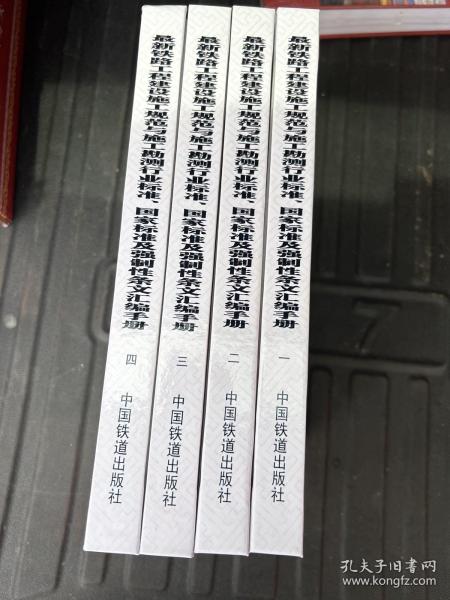 最新铁路工程建设施工规范与施工勘测行业标准、国家标准及强制性条文汇编手册
四
中国铁道出版社
最新铁路工程建设施工规范与施工勘测行业标准、国家标准及强制性条文汇编手册
三
中国铁道出版社
最新铁路工程建设施工规范与施工勘测行业标准、国家标准及强制性条文汇编手册
二
中国铁道出版社
最新铁路工程建设施工规范与施工勘测行业标准、国家标准及强制性条文汇编手册
一
中国铁道出版社
7
孔夫子旧书网
www.kongfz.com